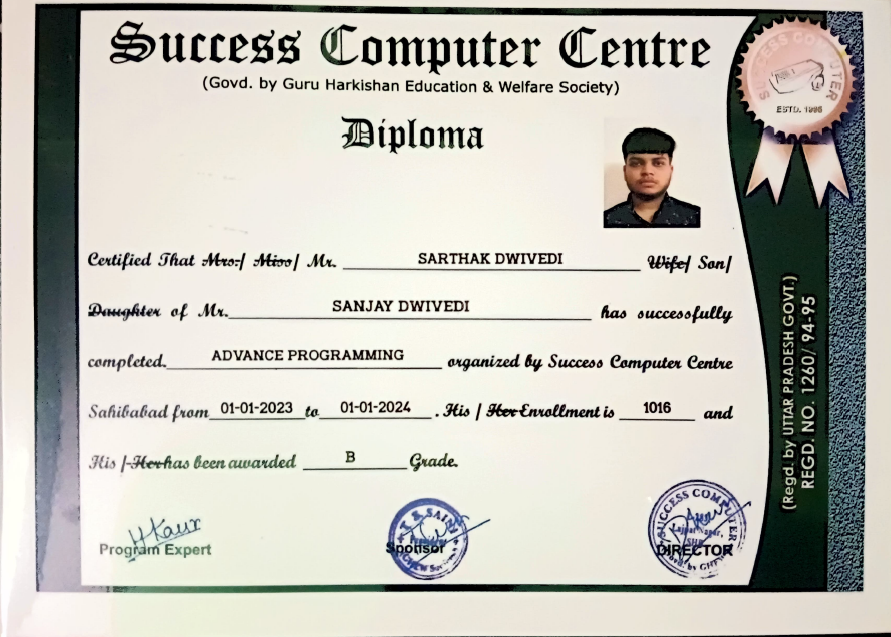 Success Computer Centre
(Govd. by Guru Harkishan Education & Welfare Society)
Diploma
SUCCESS COMPUTER
ESTD. 1995
Certified That Mrs./ Miss/ Mr. SARTHAK DWIVEDI Wife/ Son/
Daughter of Mr. SANJAY DWIVEDI has successfully
completed. ADVANCE PROGRAMMING organized by Success Computer Centre
Sahibabad from 01-01-2023 to 01-01-2024 . His / Her Enrollment is 1016 and
His / Her has been awarded B Grade.
(Regd. by UTTAR PRADESH GOVT.)
REGD. NO. 1260/ 94-95
H Kaur
Program Expert
Sponsor
SUCCESS COMPUTER
Lajpat Nagar,
DIRECTOR